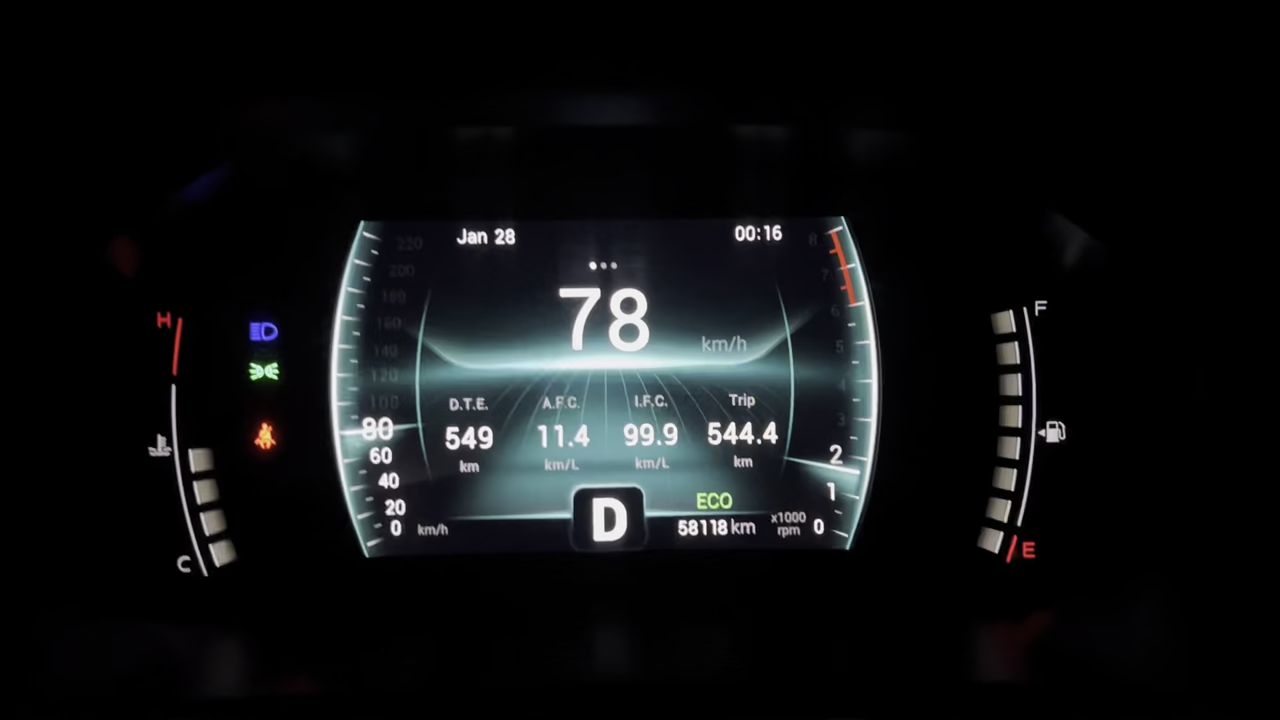 Jan 28 00:16
78 km/h
D.T.E. A.F.C. I.F.C. Trip
549 11.4 99.9 544.4
km km/L km/L km
220
200
180
160
140
120
100
80
60
40
20
0 km/h
8
7
6
5
4
3
2
1
0
D
ECO
58118 km
x1000
rpm
H
C
F
E